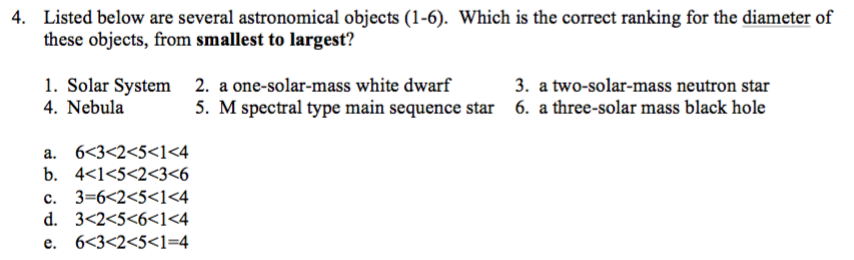 4. Listed below are several astronomical objects (1-6). Which is the correct ranking for the diameter of
these objects, from smallest to largest?
1. Solar System 2. a one-solar-mass white dwarf 3. a two-solar-mass neutron star
4. Nebula 5. M spectral type main sequence star 6. a three-solar mass black hole
a. 6<3<2<5<1<4
b. 4<1<5<2<3<6
c. 3=6<2<5<1<4
d. 3<2<5<6<1<4
e. 6<3<2<5<1=4